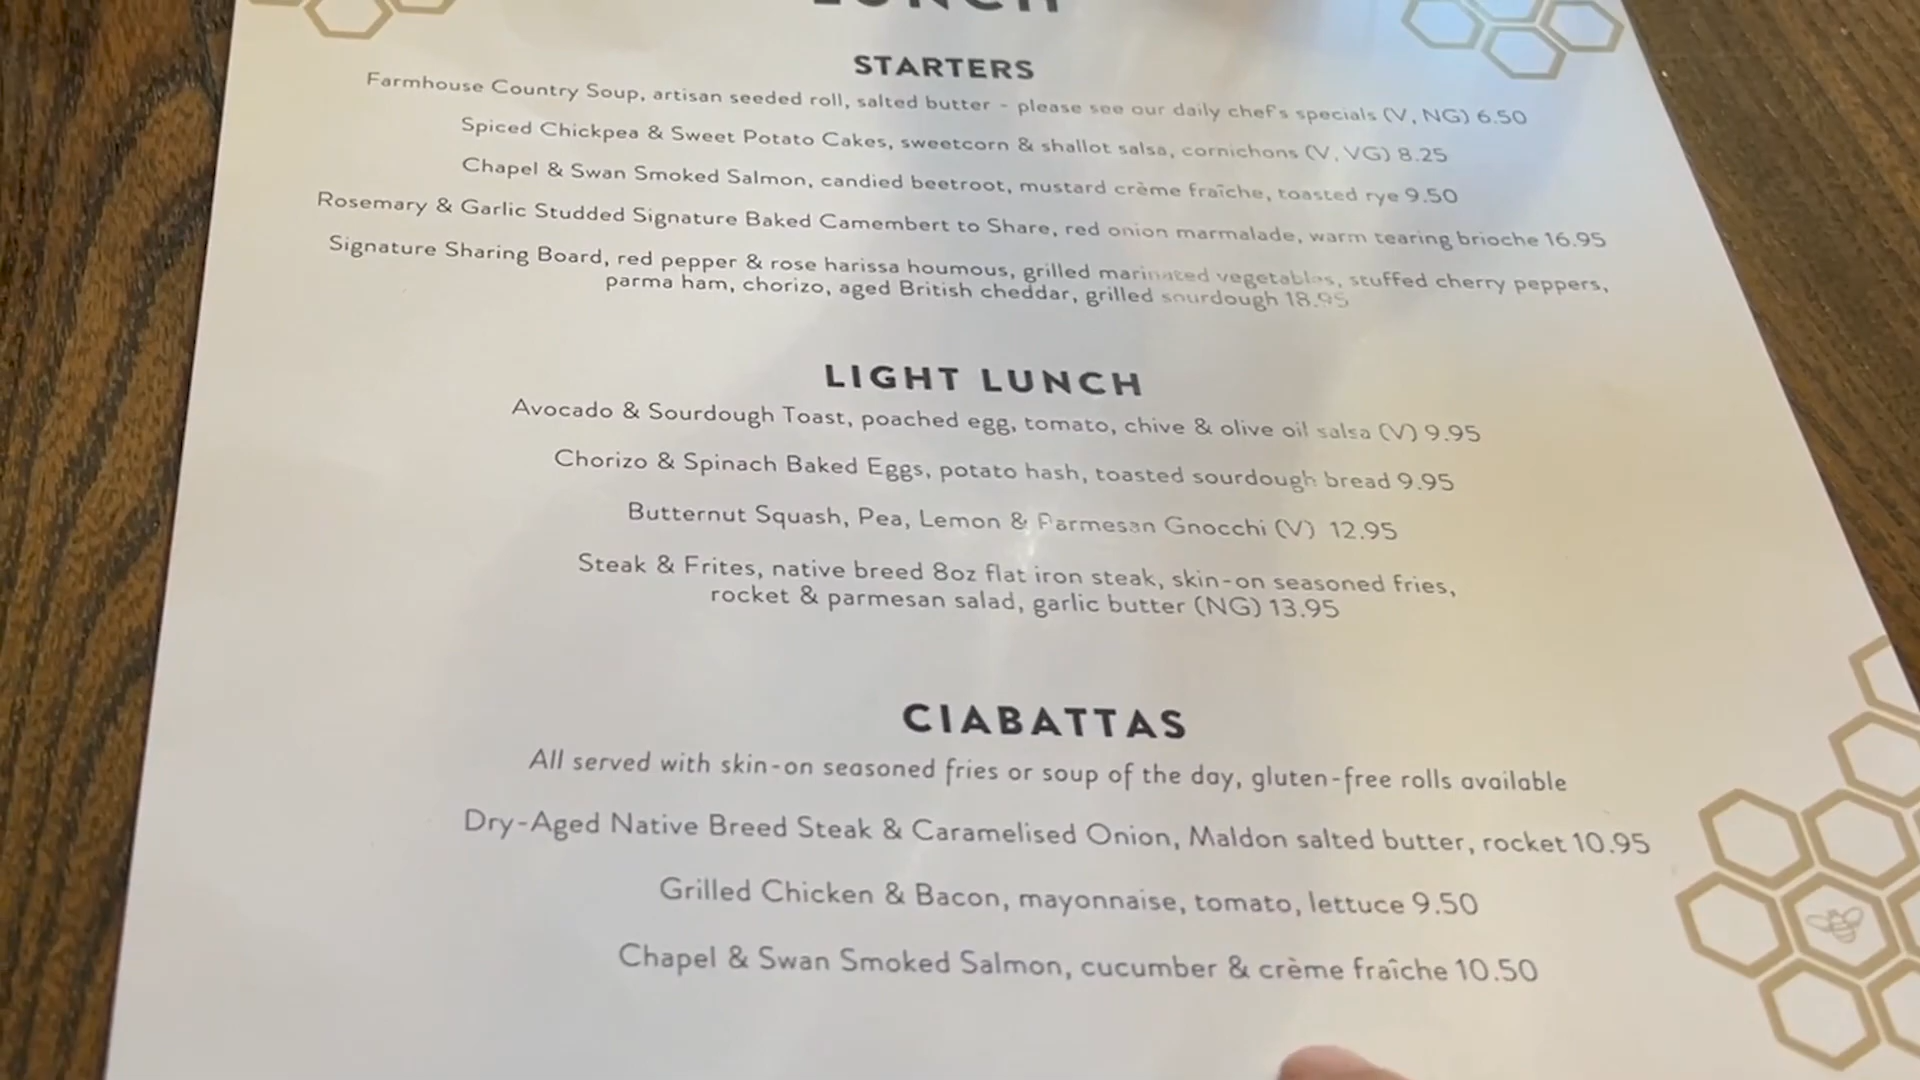 LUNCH
STARTERS
Farmhouse Country Soup, artisan seeded roll, salted butter - please see our daily chef's specials (V, NG) 6.50
Spiced Chickpea & Sweet Potato Cakes, sweetcorn & shallot salsa, cornichons (V, VG) 8.25
Chapel & Swan Smoked Salmon, candied beetroot, mustard crème fraîche, toasted rye 9.50
Rosemary & Garlic Studded Signature Baked Camembert to Share, red onion marmalade, warm tearing brioche 16.95
Signature Sharing Board, red pepper & rose harissa houmous, grilled marinated vegetables, stuffed cherry peppers,
parma ham, chorizo, aged British cheddar, grilled sourdough 18.95
LIGHT LUNCH
Avocado & Sourdough Toast, poached egg, tomato, chive & olive oil salsa (V) 9.95
Chorizo & Spinach Baked Eggs, potato hash, toasted sourdough bread 9.95
Butternut Squash, Pea, Lemon & Parmesan Gnocchi (V) 12.95
Steak & Frites, native breed 8oz flat iron steak, skin-on seasoned fries,
rocket & parmesan salad, garlic butter (NG) 13.95
CIABATTAS
All served with skin-on seasoned fries or soup of the day, gluten-free rolls available
Dry-Aged Native Breed Steak & Caramelised Onion, Maldon salted butter, rocket 10.95
Grilled Chicken & Bacon, mayonnaise, tomato, lettuce 9.50
Chapel & Swan Smoked Salmon, cucumber & crème fraîche 10.50